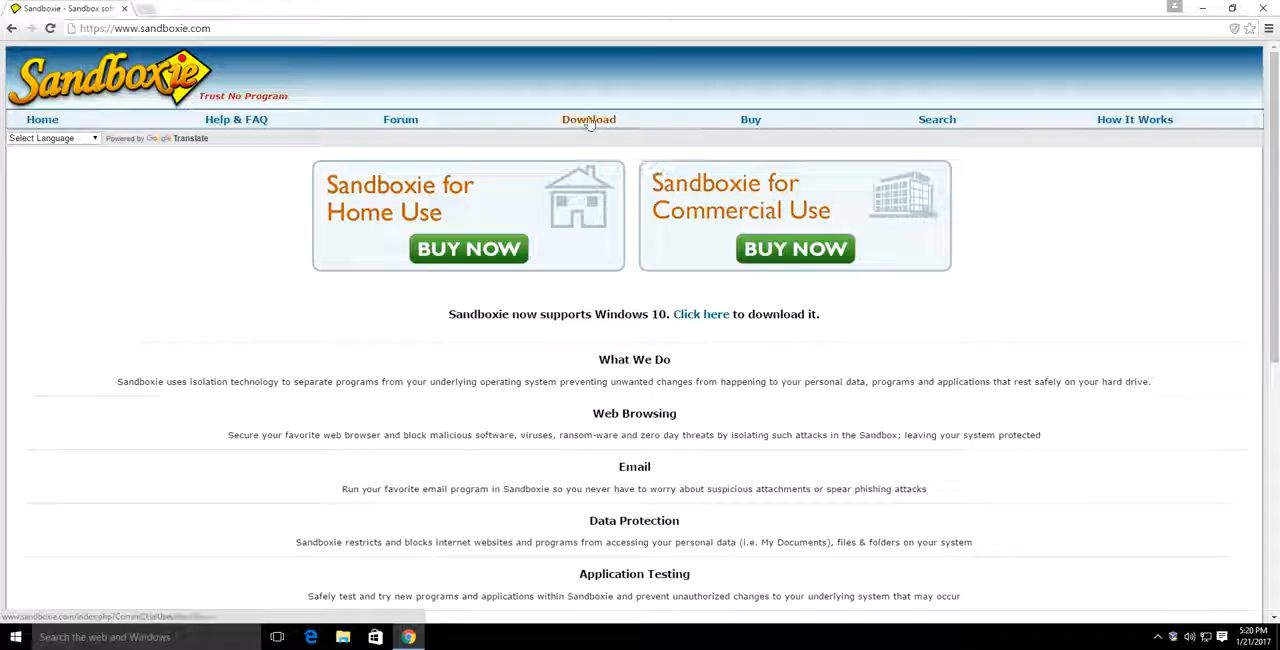 Sandboxie - Sandbox sof
https://www.sandboxie.com
Sandboxie
Trust No Program
Home Help & FAQ Forum Download Buy Search How It Works
Select Language Powered by Google Translate
Sandboxie for
Home Use
BUY NOW
Sandboxie for
Commercial Use
BUY NOW
Sandboxie now supports Windows 10. Click here to download it.
What We Do
Sandboxie uses isolation technology to separate programs from your underlying operating system preventing unwanted changes from happening to your personal data, programs and applications that rest safely on your hard drive.
Web Browsing
Secure your favorite web browser and block malicious software, viruses, ransom-ware and zero day threats by isolating such attacks in the Sandbox; leaving your system protected
Email
Run your favorite email program in Sandboxie so you never have to worry about suspicious attachments or spear phishing attacks
Data Protection
Sandboxie restricts and blocks internet websites and programs from accessing your personal data (i.e. My Documents), files & folders on your system
Application Testing
Safely test and try new programs and applications within Sandboxie and prevent unauthorized changes to your underlying system that may occur
Search the web and Windows
5:20 PM
1/21/2017